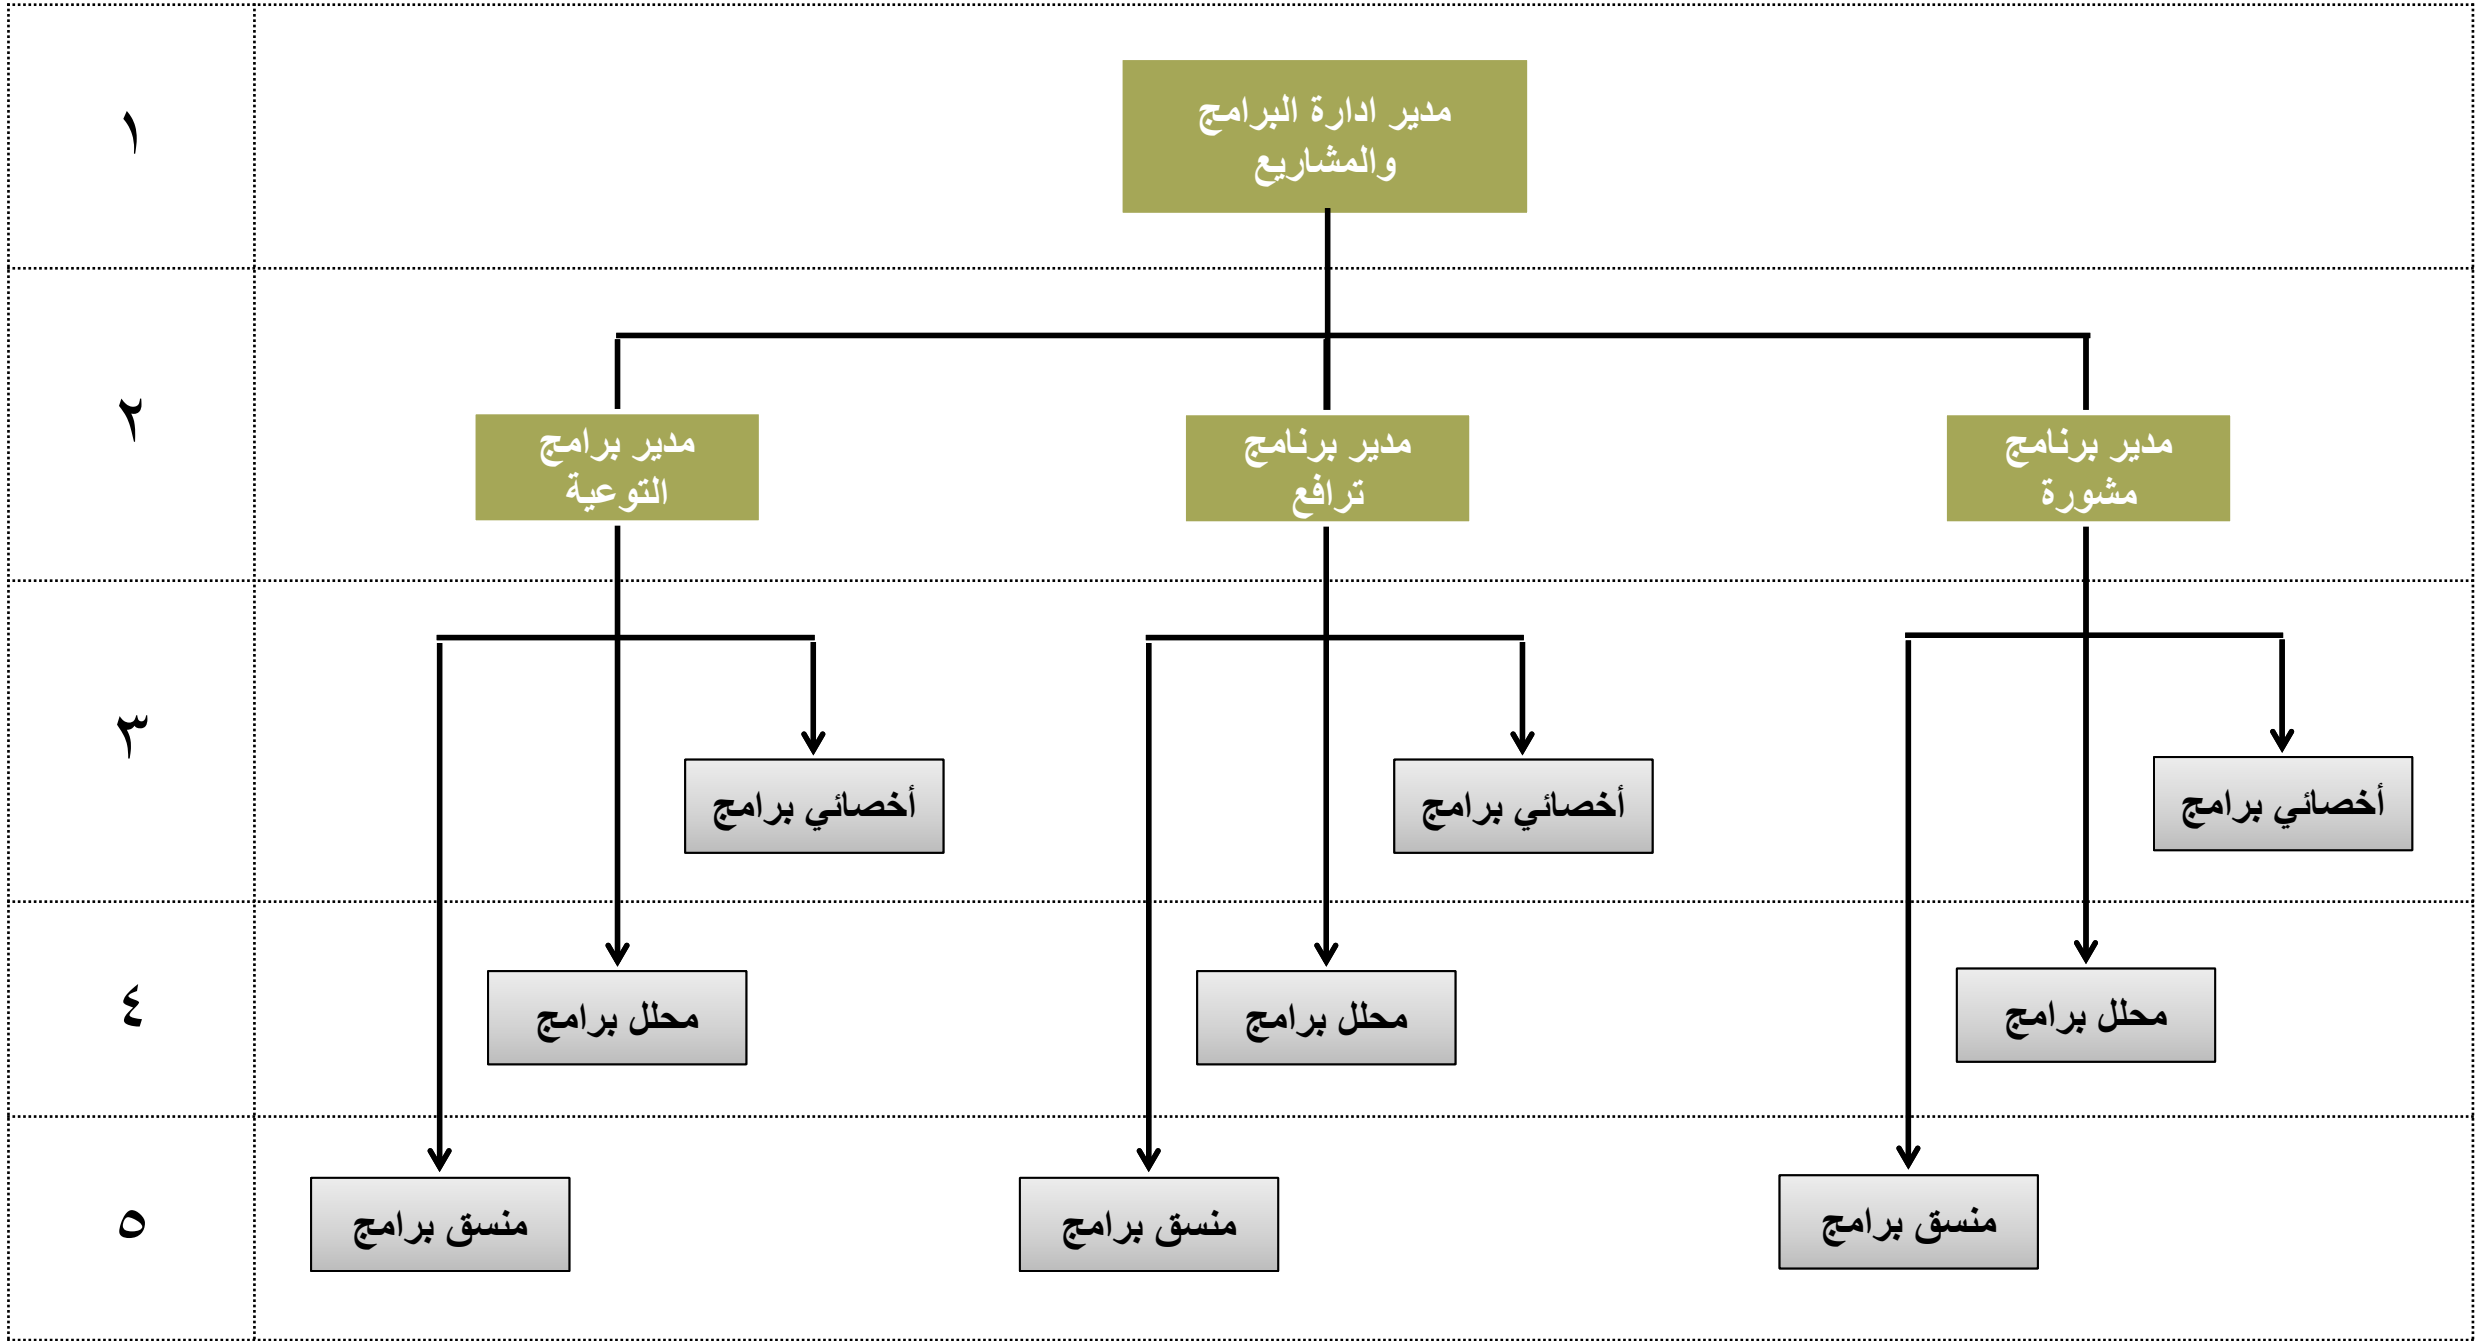 ١
مدير ادارة البرامج
والمشاريع
٢
مدير برنامج
مشورة
مدير برنامج
ترافع
مدير برامج
التوعية
٣
أخصائي برامج
أخصائي برامج
أخصائي برامج
٤
محلل برامج
محلل برامج
محلل برامج
٥
منسق برامج
منسق برامج
منسق برامج